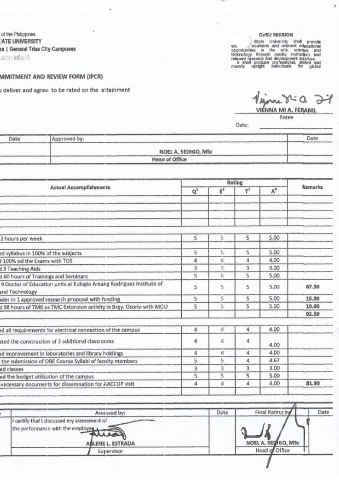 4
of the Philippines
ATE UNIVERSITY
| General Trias City Campuses
CvSU MISSION
State University shall provide
equitable and relevant educational
opportunities in the arts, science and
technology through quality instruction and
relevant research and development activities.
It shall produce professional, skilled and
morally upright individuals for global
OMMITMENT AND REVIEW FORM (IPCR)
o deliver and agree to be rated on the attainment
VIENNA MI A. FERANIL
Ratee
Date:
Date Approved by: Date
NOEL A. SEDIGO, MSc
Head of Office
Actual Accomplishments Rating Remarks
Q1 E2 T3 A4
2 hours per week 5 5 5 5.00
ed syllabus in 100% of the subjects 5 5 5 5.00
d 100% od the Exams with TOS 4 4 4 4.00
d 3 Teaching Aids 3 5 3 3.00
d 60 hours of Trainings and Seminars 5 5 5 5.00
9 Doctor of Education units at Eulogio Amang Rodriguez Institute of
and Technology 5 5 5 5.00 67.50
ader in 1 approved research proposal with funding 5 5 5 5.00 15.00
d 98 hours of TMK as TMC Extension activity in Brgy. Osorio with MOU 5 5 5 5.00 10.00
92.50
ed all requirements for electrical connection of the campus 4 4 4 4.00
ated the construction of 3 additional classrooms 4 4 4 4.00
ed improvement in laboratories and library holdings 4 4 4 4.00
the submission of OBE Course Syllabi of faculty members 5 5 4 4.67
ed classes 3 3 3 3.00
ed the budget utilization of the campus 5 5 5 5.00
necessary documents for dissemination for J-ACCUP visit 4 4 4 4.00 81.90
Assessed by: Date Final Rating by Date
I certify that I discussed my assessment of
the performance with the employee
ARLENE L. ESTRADA
Supervisor
NOEL A. SEDIGO, MSc
Head of Office